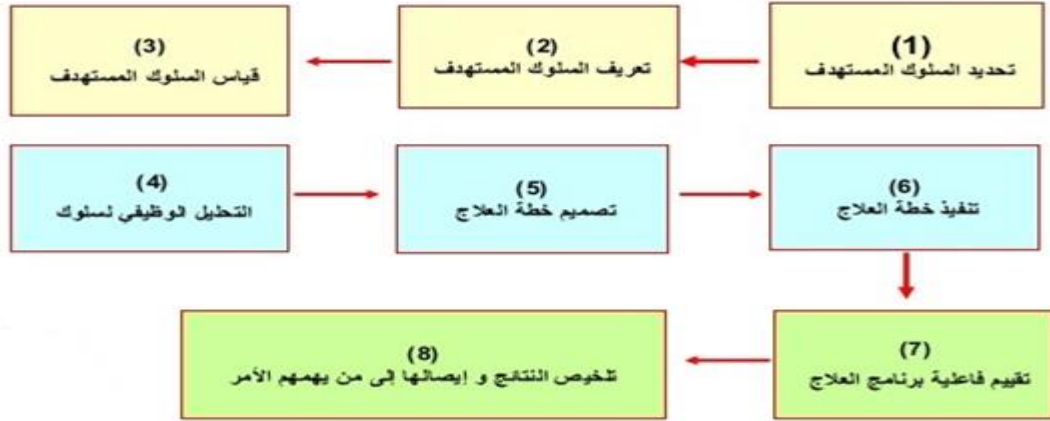 (1)
تحديد السلوك المستهدف
(2)
تعريف السلوك المستهدف
(3)
قياس السلوك المستهدف
(4)
التحليل الوظيفي لسلوك
(5)
تصميم خطة العلاج
(6)
تنفيذ خطة العلاج
(7)
تقييم فاعلية برنامج العلاج
(8)
تلخيص النتائج و إيصالها إلى من يهمهم الأمر